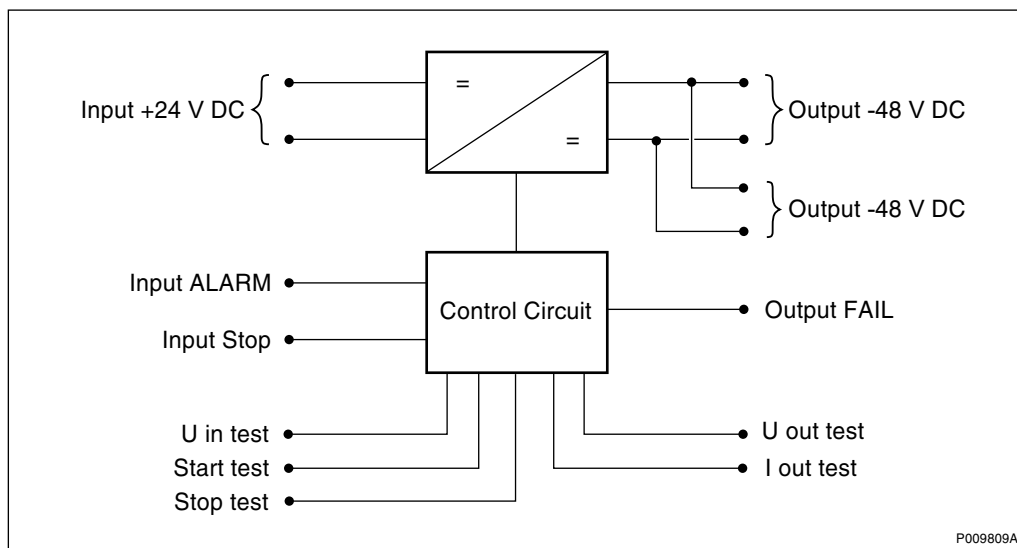 =
Input +24 V DC
=
Output -48 V DC
Output -48 V DC
Input ALARM
Control Circuit
Output FAIL
Input Stop
U in test
U out test
Start test
I out test
Stop test
P009809A